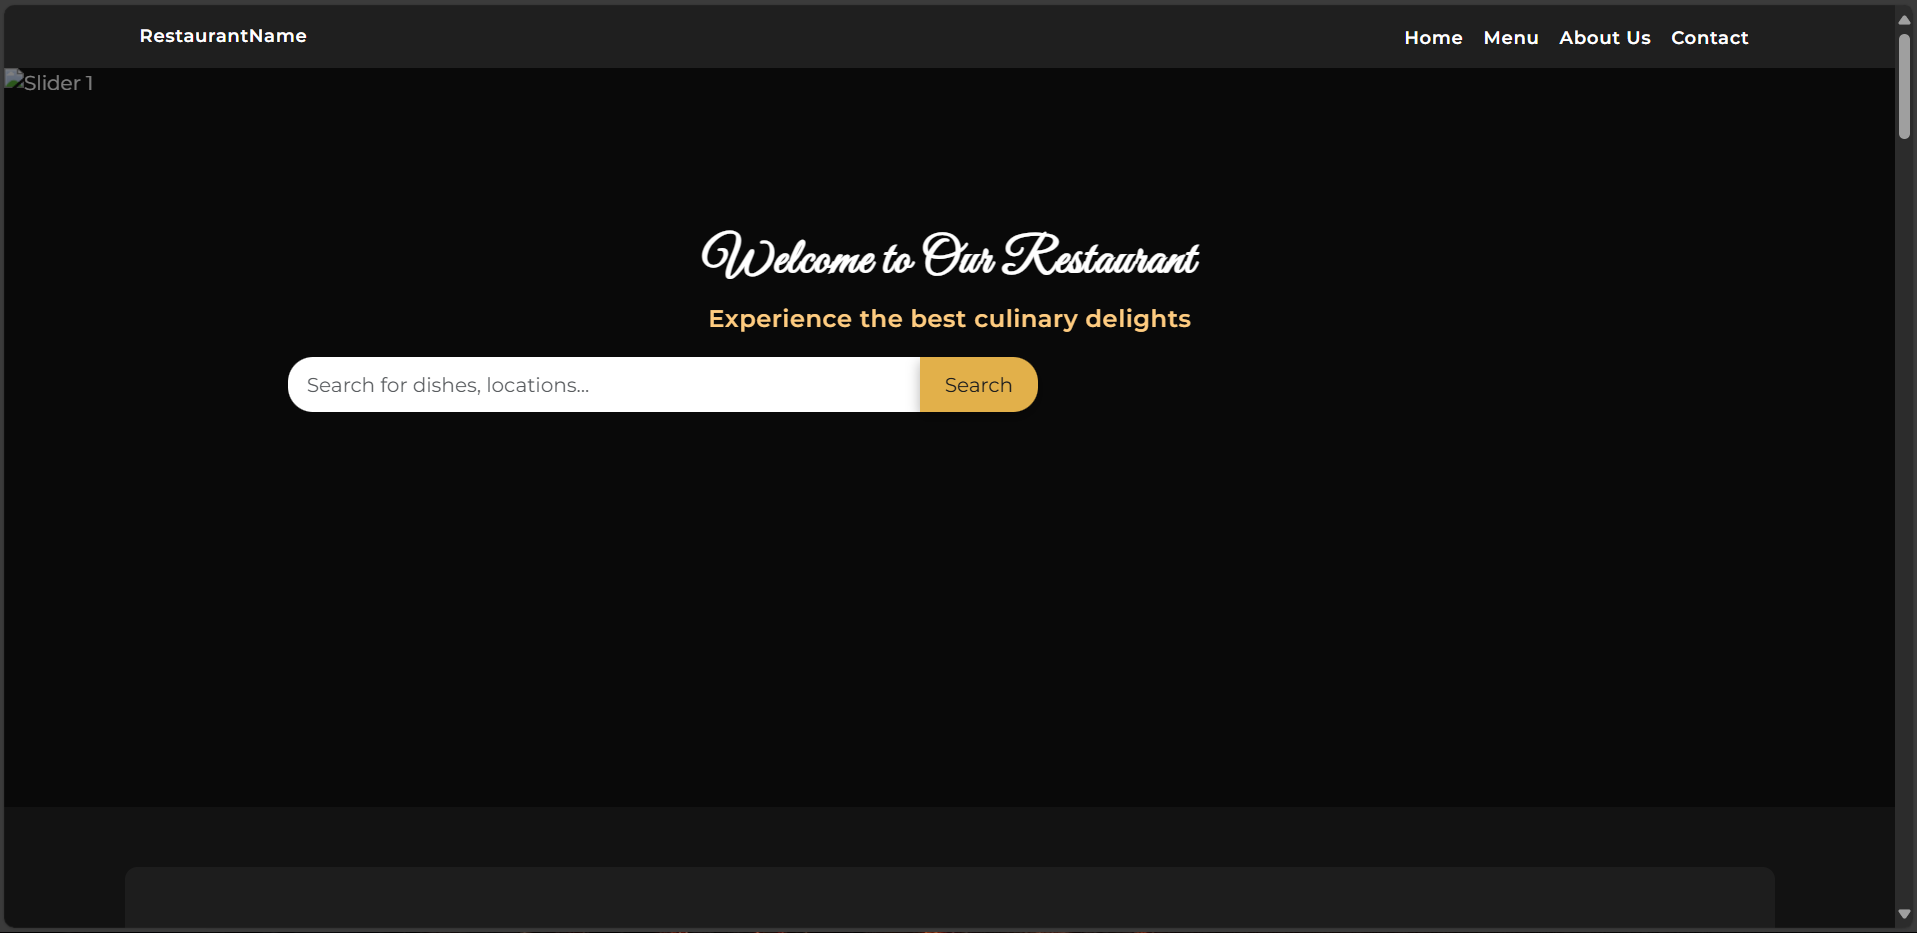 RestaurantName
Home Menu About Us Contact
Slider 1
Welcome to Our Restaurant
Experience the best culinary delights
Search for dishes, locations...
Search